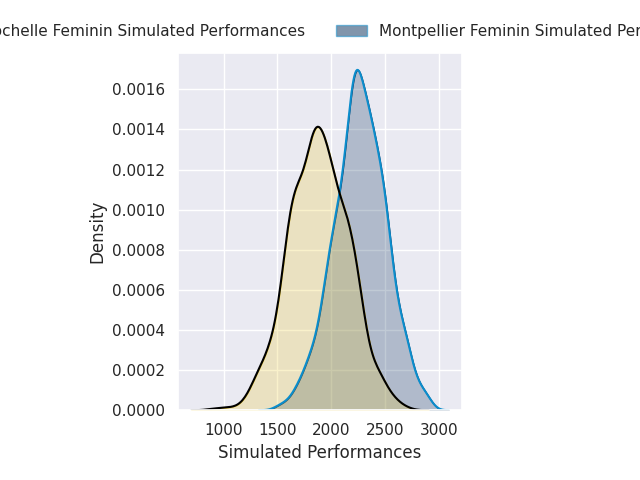 ochelle Feminin Simulated Performances
Montpellier Feminin Simulated Per
0.0016
0.0014
0.0012
0.0010
0.0008
0.0006
0.0004
0.0002
0.0000
Density
1000 1500 2000 2500 3000
Simulated Performances